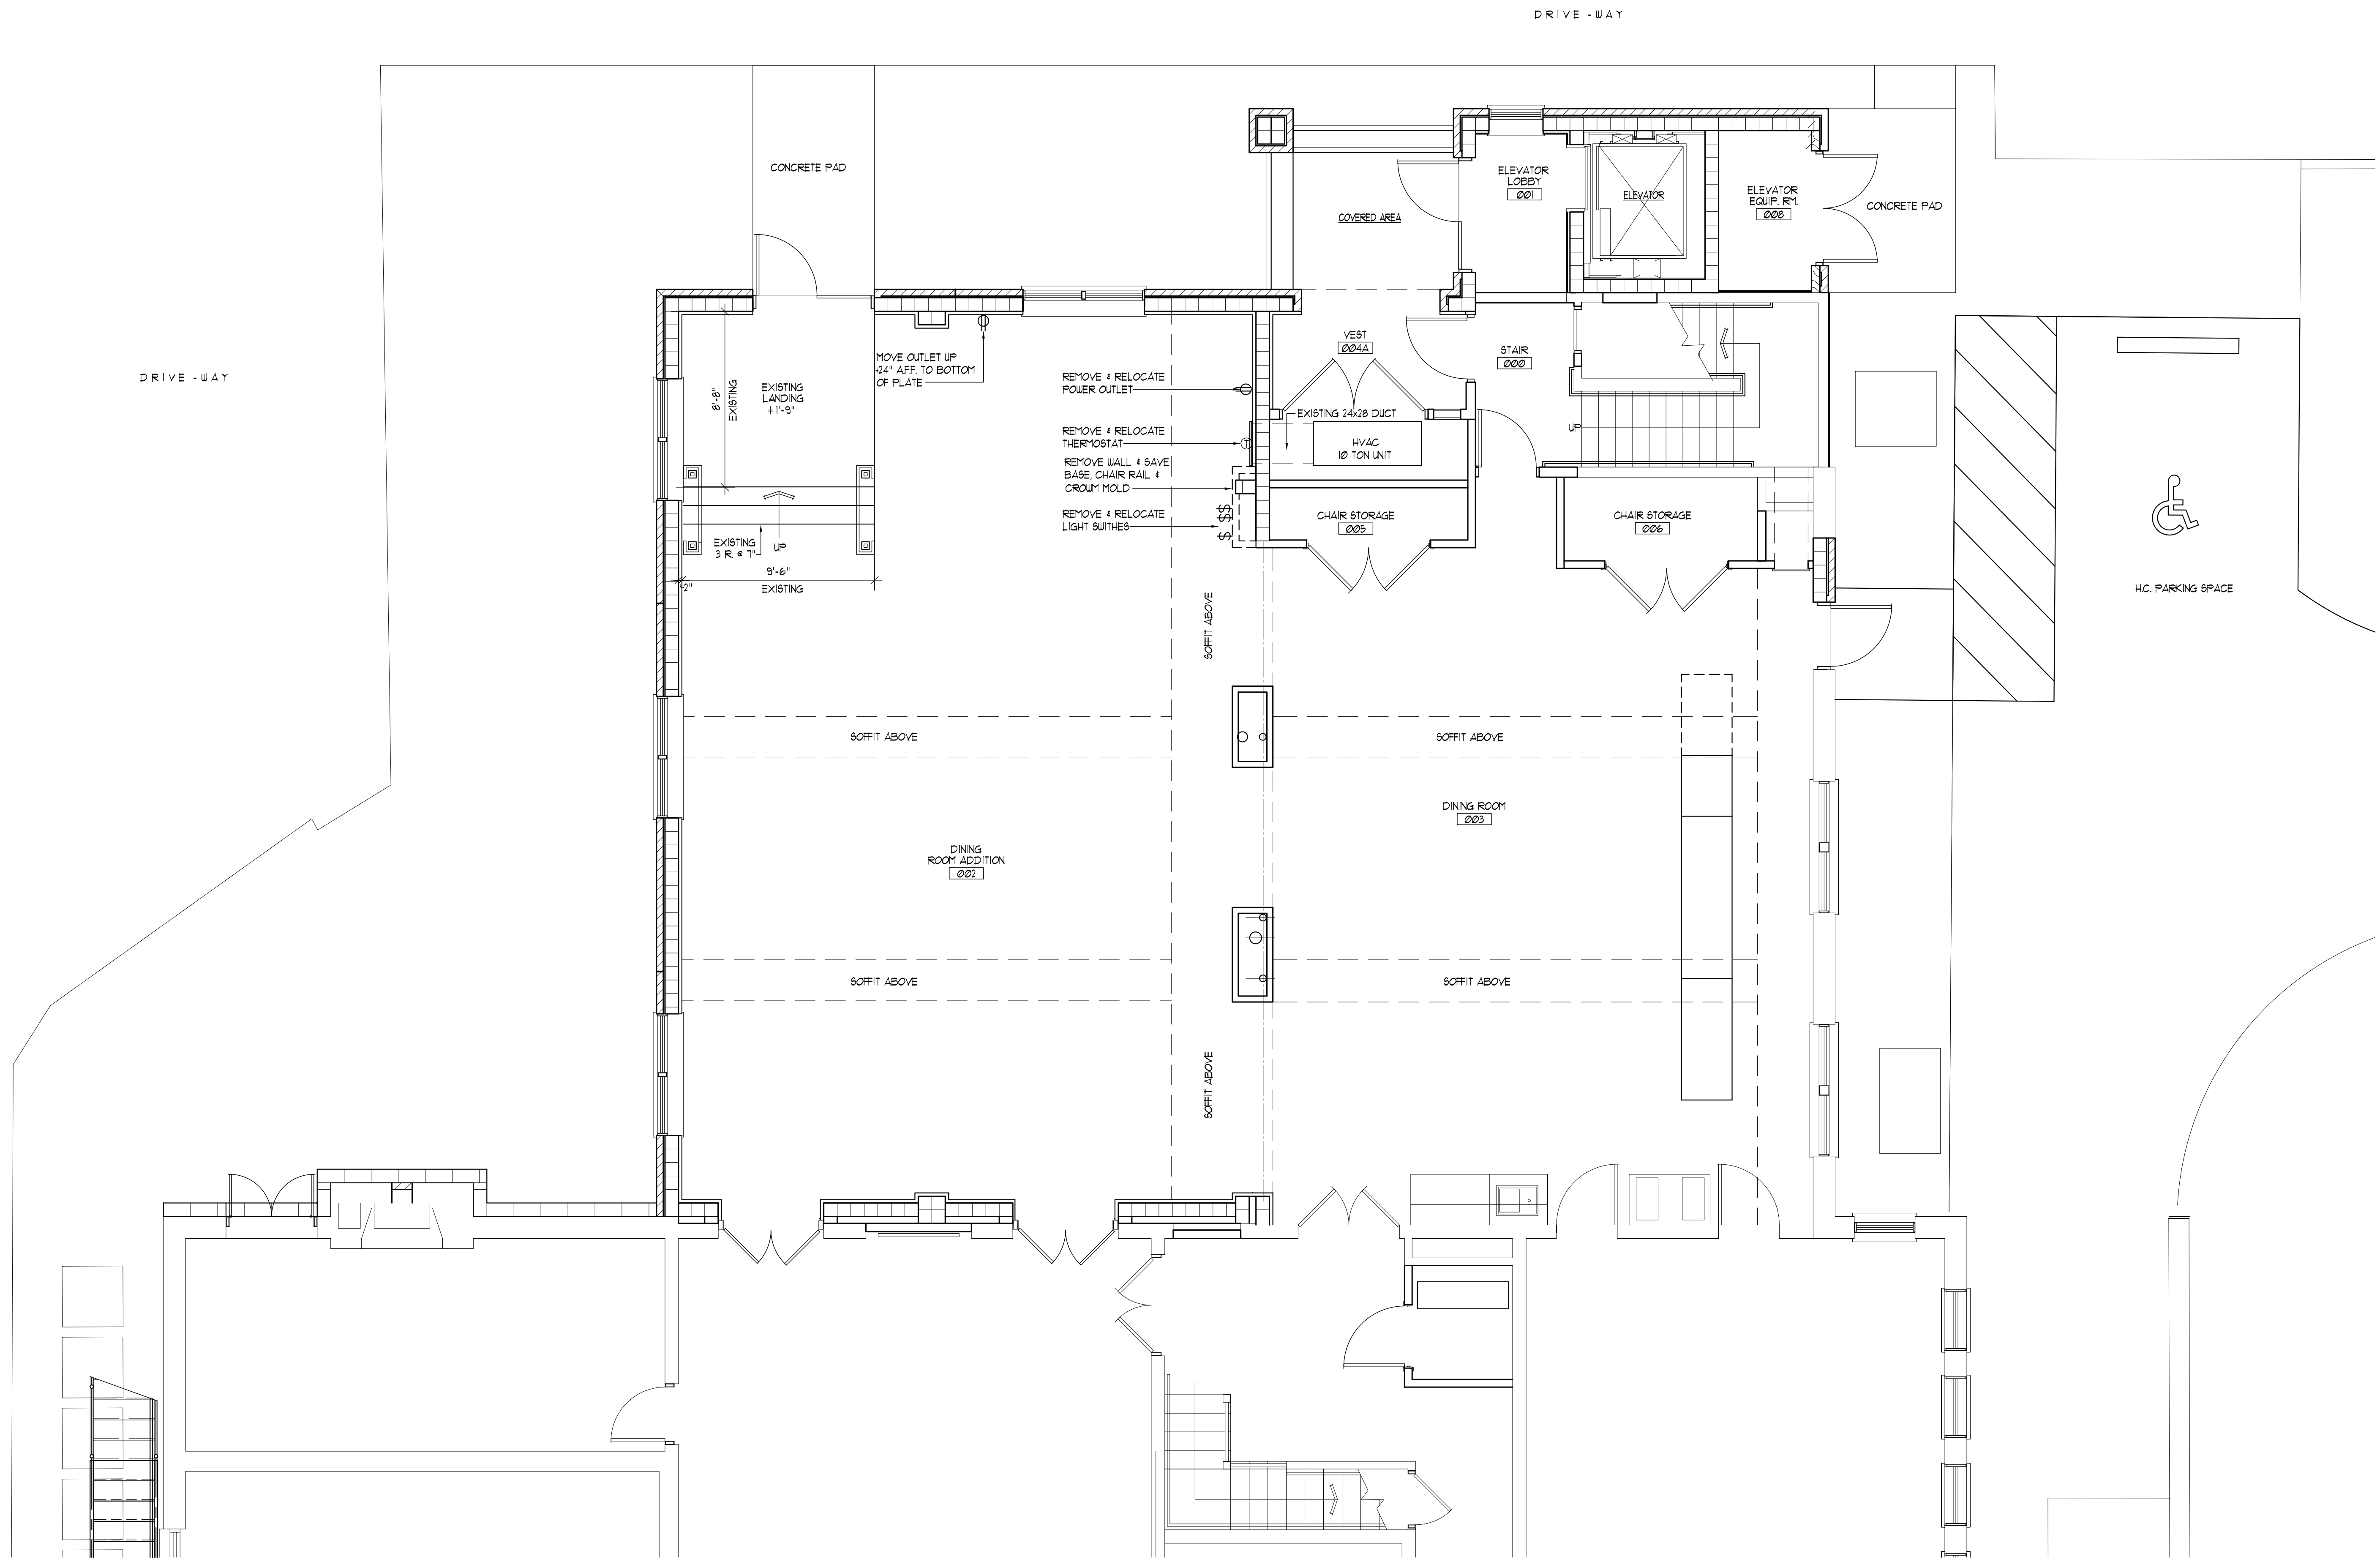 DRIVE-WAY
CONCRETE PAD
ELEVATOR
LOBBY
001
ELEVATOR
ELEVATOR
EQUIP. RM.
008
CONCRETE PAD
COVERED AREA
DRIVE-WAY
MOVE OUTLET UP
+24" A.F.F. TO BOTTOM
OF PLATE
8'-8"
EXISTING
EXISTING
LANDING
+1'-9"
VEST
004A
STAIR
000
REMOVE & RELOCATE
POWER OUTLET
EXISTING 24x28 DUCT
REMOVE & RELOCATE
THERMOSTAT
T
HVAC
10 TON UNIT
UP
REMOVE WALL & SAVE
BASE, CHAIR RAIL &
CROWM MOLD
REMOVE & RELOCATE
LIGHT SWITHES
$ $$
$
CHAIR STORAGE
005
CHAIR STORAGE
006
EXISTING
3 R. @ 7"
UP
9'-6"
2"
EXISTING
H.C. PARKING SPACE
SOFFIT ABOVE
SOFFIT ABOVE
SOFFIT ABOVE
DINING ROOM
003
DINING
ROOM ADDITION
002
SOFFIT ABOVE
SOFFIT ABOVE
SOFFIT ABOVE